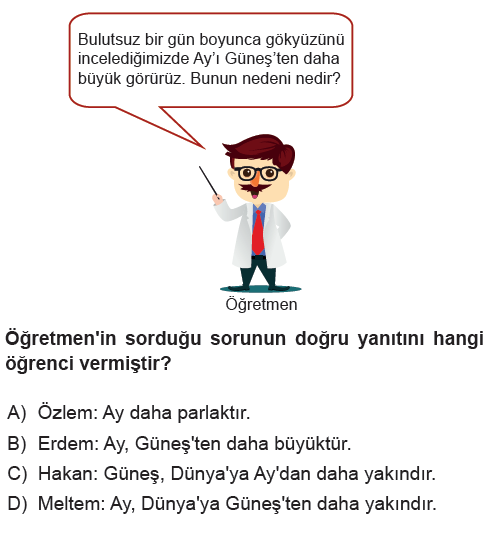 Bulutsuz bir gün boyunca gökyüzünü
incelediğimizde Ay’ı Güneş’ten daha
büyük görürüz. Bunun nedeni nedir?
Öğretmen
Öğretmen'in sorduğu sorunun doğru yanıtını hangi
öğrenci vermiştir?
A) Özlem: Ay daha parlaktır.
B) Erdem: Ay, Güneş'ten daha büyüktür.
C) Hakan: Güneş, Dünya'ya Ay'dan daha yakındır.
D) Meltem: Ay, Dünya'ya Güneş'ten daha yakındır.